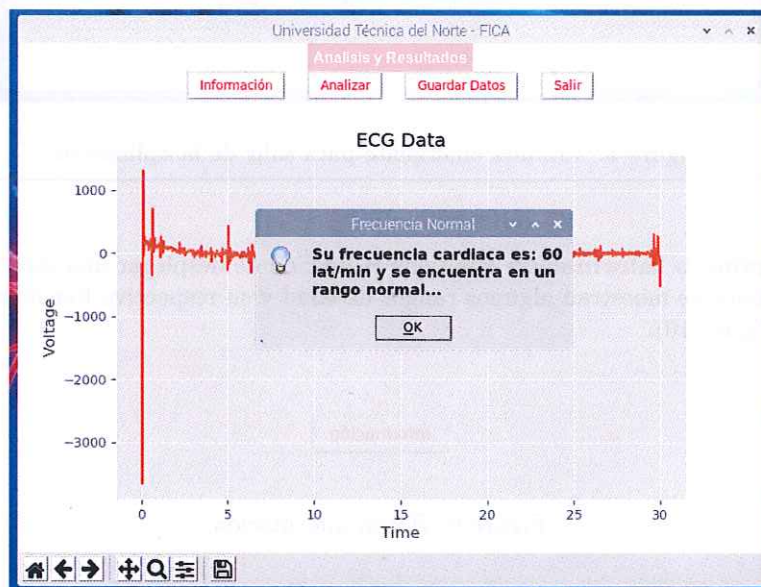 Universidad Técnica del Norte - FICA
Analisis y Resultados
Información Analizar Guardar Datos Salir
ECG Data
Frecuencia Normal
Su frecuencia cardiaca es: 60
lat/min y se encuentra en un
rango normal...
OK
Voltage
1000
0
−1000
−2000
−3000
0 5 10 15 20 25 30
Time